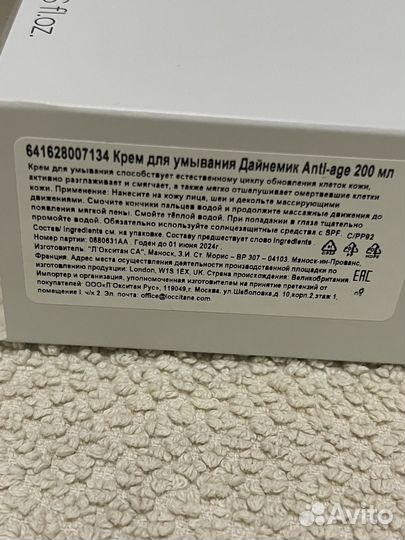 6 fl.oz.
641628007134 Крем для умывания Дайнемик Anti-age 200 мл
Крем для умывания способствует естественному циклу обновления клеток кожи,
активно разглаживает и смягчает, а также мягко отшелушивает омертвевшие клетки
кожи. Применение: Нанесите на кожу лица, шеи и декольте массирующими
движениями. Смочите кончики пальцев водой и продолжите массажные движения до
появления мягкой пены. Смойте тёплой водой. При попадании в глаза тщательно
промойте водой. Обязательно используйте солнцезащитные средства с SPF. C/PP92
Состав/ Ingredients см. на упаковке. Составу предшествует слово Ingredients .
Номер партии: 0680631AA Годен до 01 июня 2024г.
Изготовитель "Л'Окситан СА", Маноск, З.И. Ст. Морис – BP 307 – 04103. Маноск-ин-Прованс,
Франция. Адрес места осуществления деятельности производственной площадки по
производству продукции: London, W1S 1EX, UK. Страна происхождения: Великобритания.
Импортер и организация, уполномоченная на принятие претензий от
покупателей: ООО«Л'Окситан Рус», 119049,г. Москва, ул.Шаболовка,д. 10,корп.2,этаж 1,
помещ. I, ч/к 2. Эл. почта: office@loccitane.com
EAC
Avito